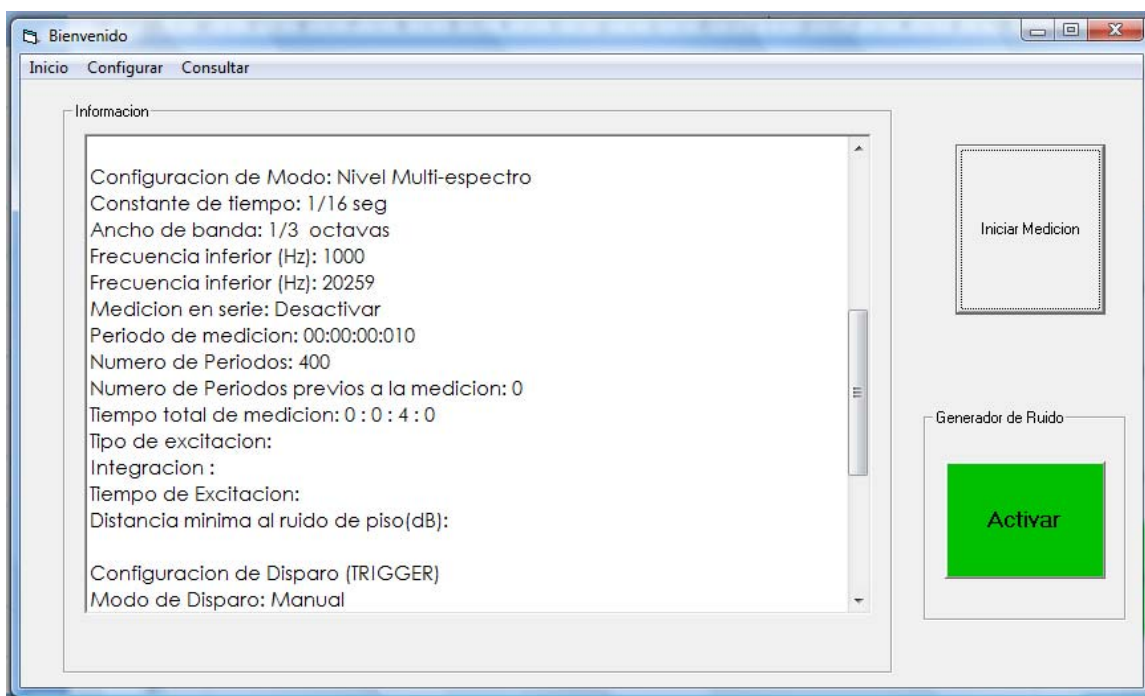 Bienvenido
Inicio Configurar Consultar
Informacion
Configuracion de Modo: Nivel Multi-espectro
Constante de tiempo: 1/16 seg
Ancho de banda: 1/3 octavas
Frecuencia inferior (Hz): 1000
Frecuencia inferior (Hz): 20259
Medicion en serie: Desactivar
Periodo de medicion: 00:00:00:010
Numero de Periodos: 400
Numero de Periodos previos a la medicion: 0
Tiempo total de medicion: 0 : 0 : 4 : 0
Tipo de excitacion:
Integracion :
Tiempo de Excitacion:
Distancia minima al ruido de piso(dB):
Configuracion de Disparo (TRIGGER)
Modo de Disparo: Manual
Iniciar Medicion
Generador de Ruido
Activar